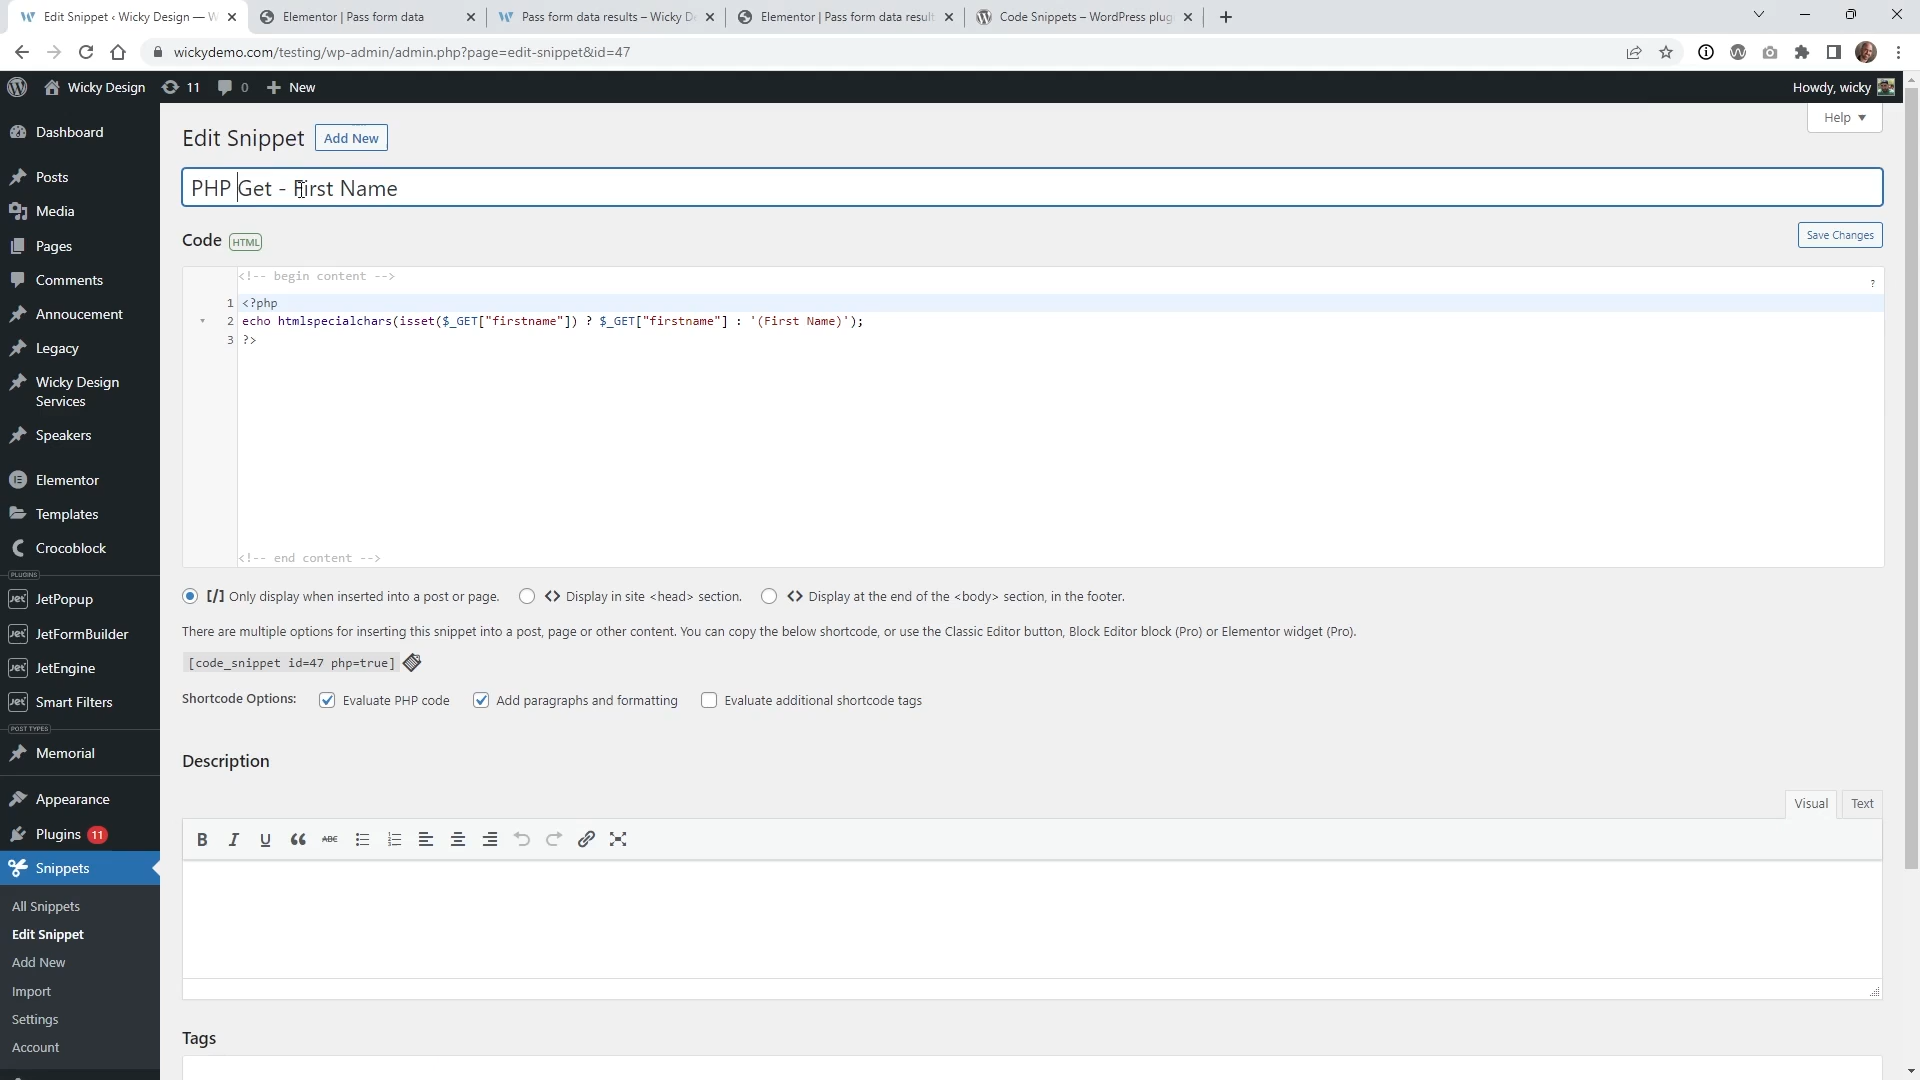 Edit Snippet ‹ Wicky Design — W
Elementor | Pass form data
Pass form data results – Wicky D
Elementor | Pass form data result
Code Snippets – WordPress plug
wickydemo.com/testing/wp-admin/admin.php?page=edit-snippet&id=47
Wicky Design
11
0
New
Howdy, wicky
Dashboard
Posts
Media
Pages
Comments
Annoucement
Legacy
Wicky Design
Services
Speakers
Elementor
Templates
Crocoblock
PLUGINS
JetPopup
JetFormBuilder
JetEngine
Smart Filters
POST TYPES
Memorial
Appearance
Plugins 11
Snippets
All Snippets
Edit Snippet
Add New
Import
Settings
Account
Help
Edit Snippet
Add New
PHP Get - First Name
Code HTML
Save Changes
<!-- begin content -->
?
1 <?php
2 echo htmlspecialchars(isset($_GET["firstname"]) ? $_GET["firstname"] : '(First Name)');
3 ?>
<!-- end content -->
[/] Only display when inserted into a post or page.
<> Display in site <head> section.
<> Display at the end of the <body> section, in the footer.
There are multiple options for inserting this snippet into a post, page or other content. You can copy the below shortcode, or use the Classic Editor button, Block Editor block (Pro) or Elementor widget (Pro).
[code_snippet id=47 php=true]
Shortcode Options:
Evaluate PHP code
Add paragraphs and formatting
Evaluate additional shortcode tags
Description
Visual
Text
B I U ABC
Tags